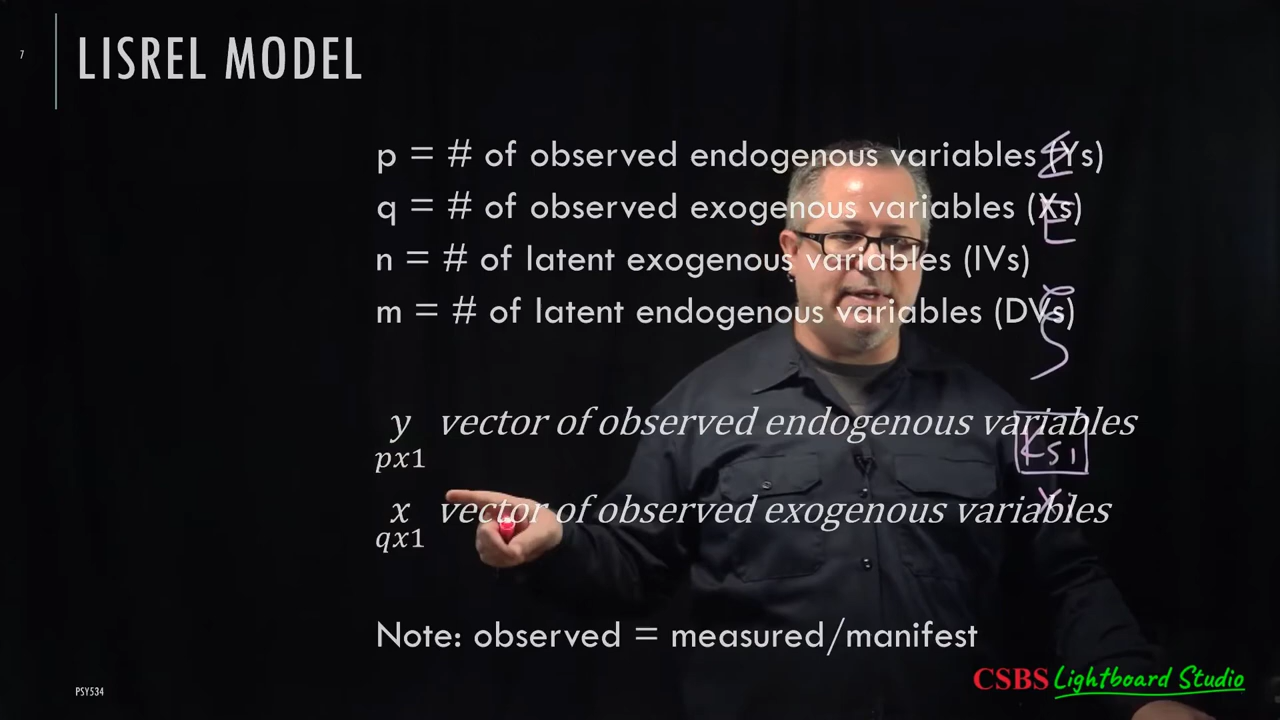 7
LISREL MODEL
p = # of observed endogenous variables (Ys)
q = # of observed exogenous variables (Xs)
n = # of latent exogenous variables (IVs)
m = # of latent endogenous variables (DVs)
y vector of observed endogenous variables
px1
Ksi
x vector of observed exogenous variables
qx1
Xi
Note: observed = measured/manifest
CSBS Lightboard Studio
PSY534